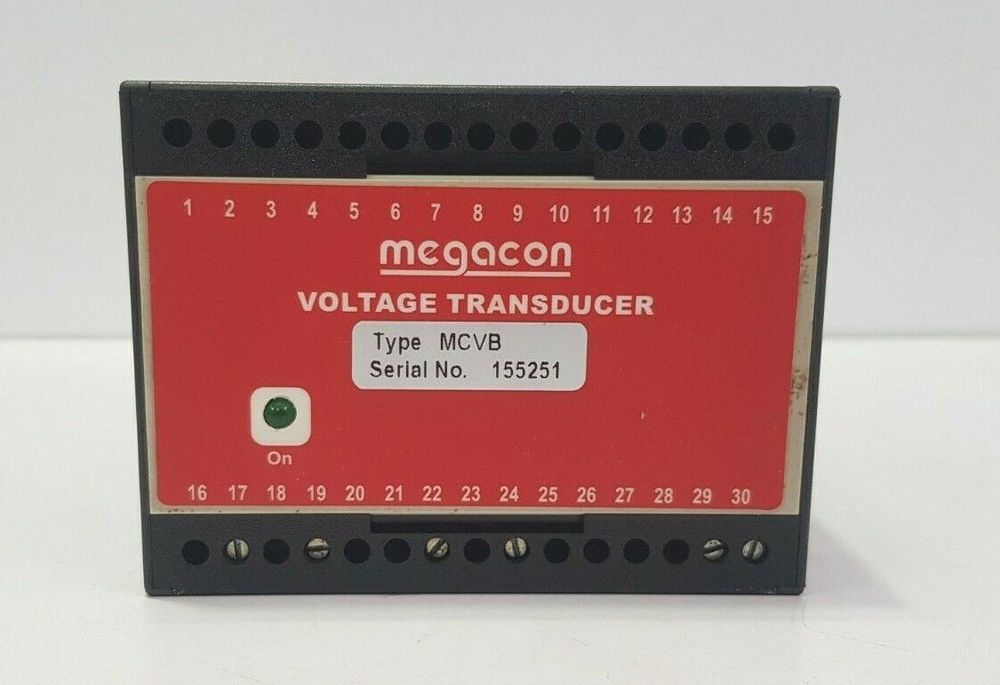 1 2 3 4 5 6 7 8 9 10 11 12 13 14 15
megacon
VOLTAGE TRANSDUCER
Type MCVB
Serial No. 155251
On
16 17 18 19 20 21 22 23 24 25 26 27 28 29 30